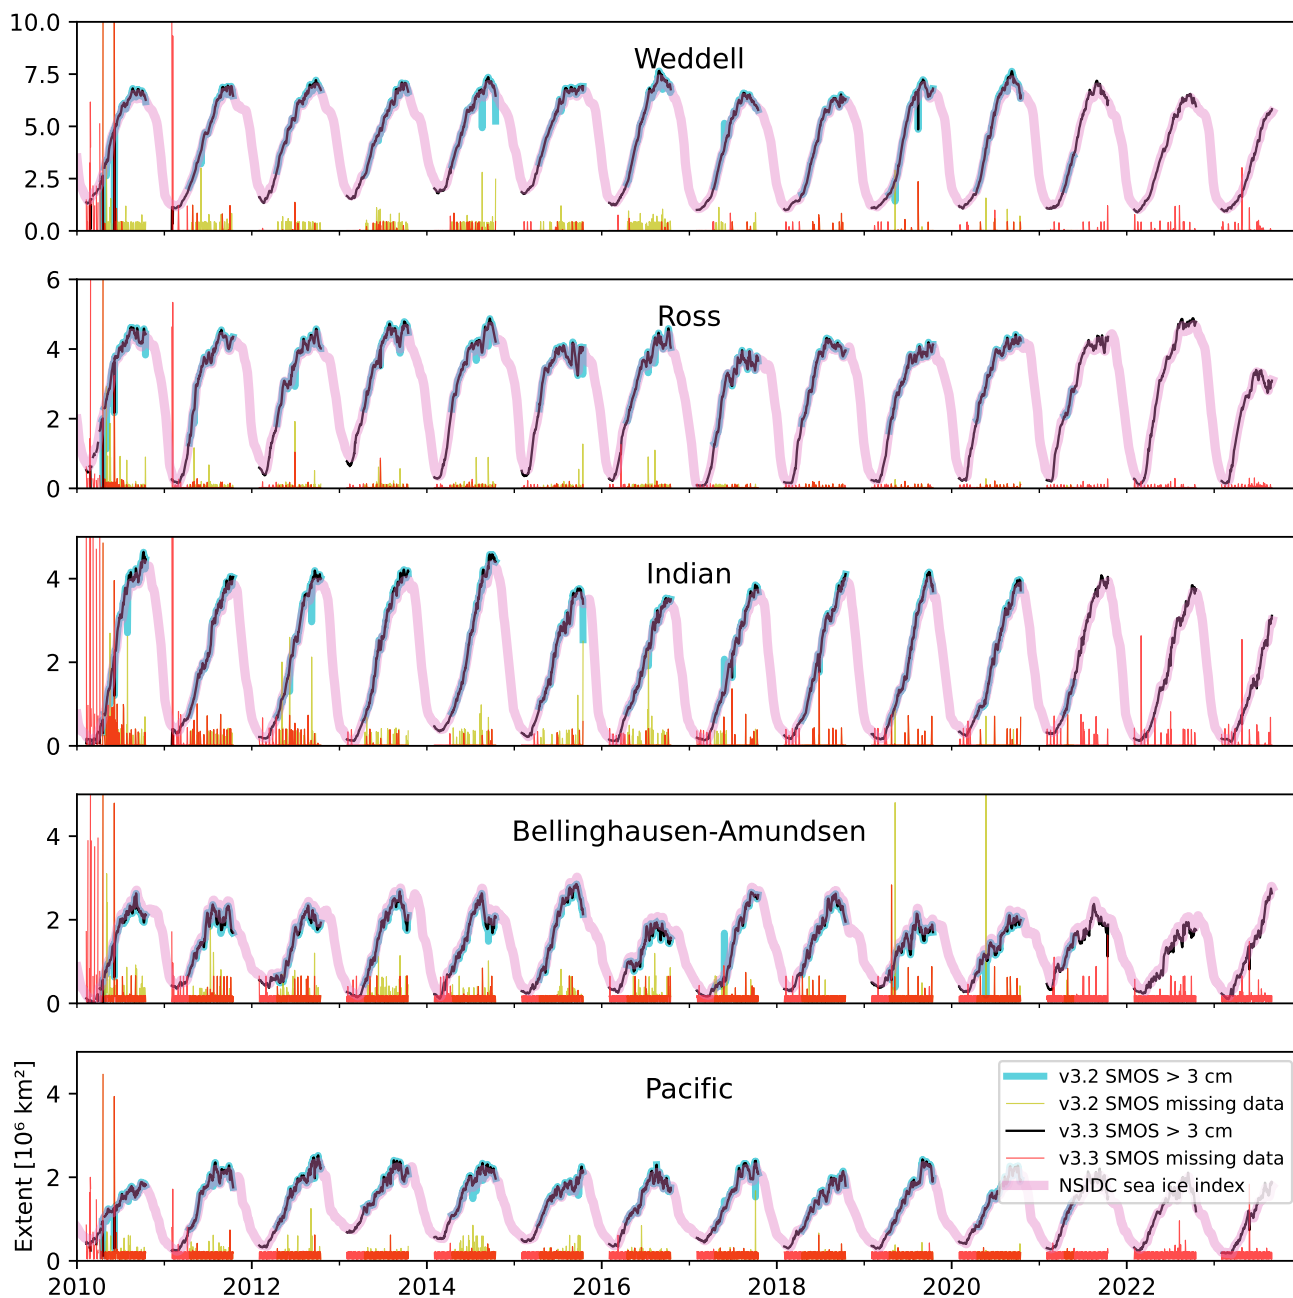 10.0
Weddell
7.5
5.0
2.5
0.0
6
Ross
4
2
0
Indian
4
2
0
Bellinghausen-Amundsen
4
2
0
Extent [10⁶ km²]
Pacific
4
2
0
v3.2 SMOS > 3 cm
v3.2 SMOS missing data
v3.3 SMOS > 3 cm
v3.3 SMOS missing data
NSIDC sea ice index
2010 2012 2014 2016 2018 2020 2022